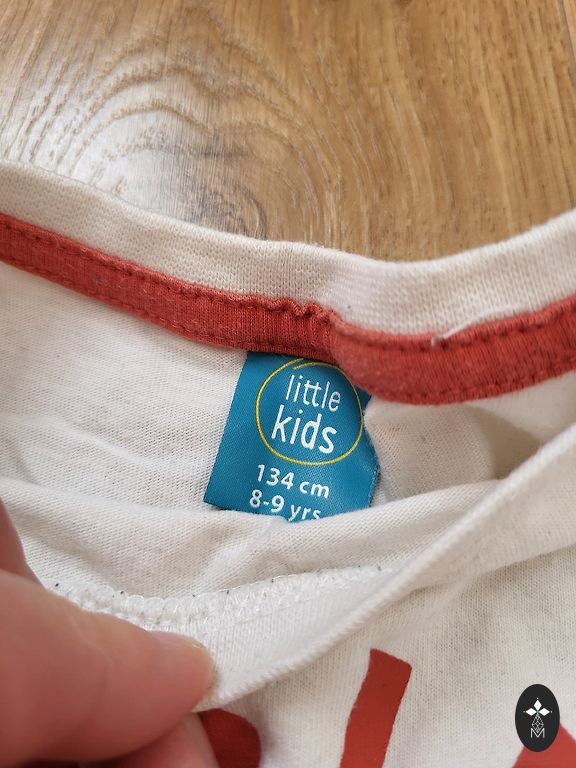 little
kids
134 cm
8-9 yrs